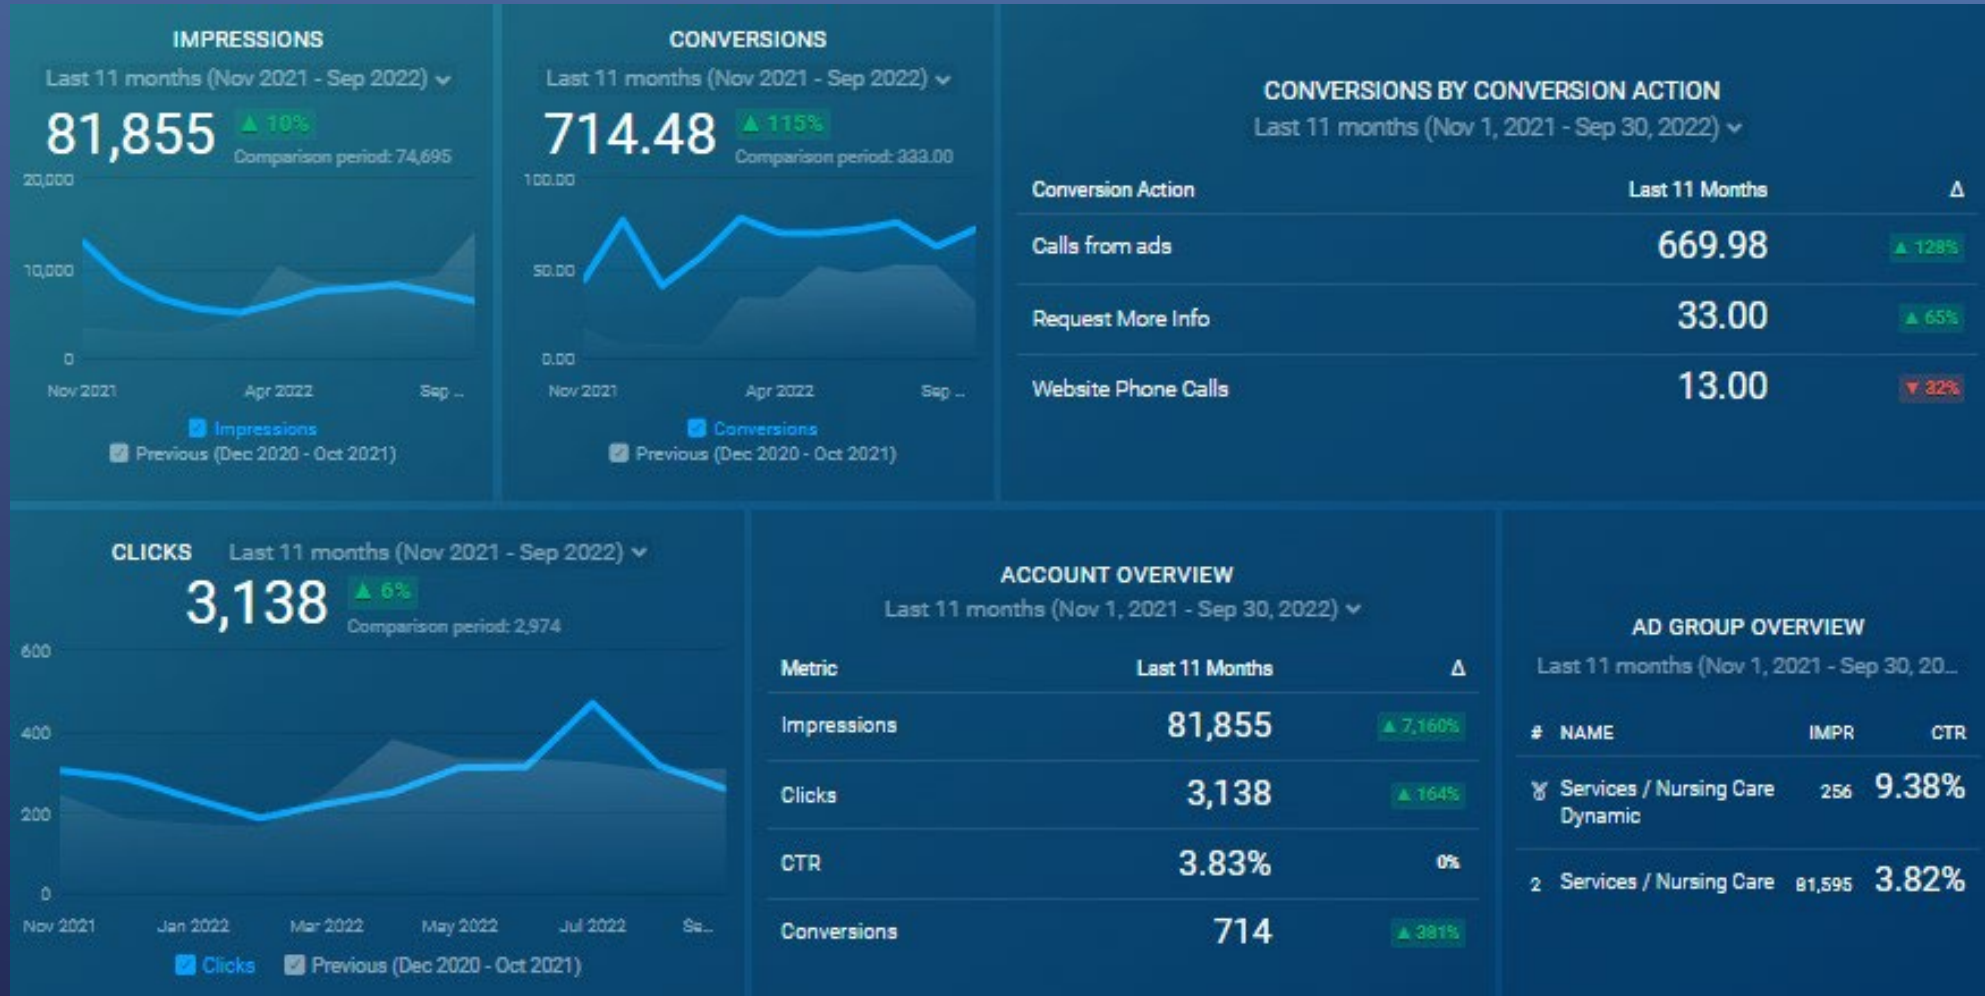 IMPRESSIONS
Last 11 months (Nov 2021 - Sep 2022)
81,855 ▲ 10%
Comparison period: 74,695
20,000
10,000
0
Nov 2021 Apr 2022 Sep ...
Impressions
Previous (Dec 2020 - Oct 2021)
CONVERSIONS
Last 11 months (Nov 2021 - Sep 2022)
714.48 ▲ 115%
Comparison period: 333.00
100.00
50.00
0.00
Nov 2021 Apr 2022 Sep ...
Conversions
Previous (Dec 2020 - Oct 2021)
CONVERSIONS BY CONVERSION ACTION
Last 11 months (Nov 1, 2021 - Sep 30, 2022)
Conversion Action Last 11 Months Δ
Calls from ads 669.98 ▲ 128%
Request More Info 33.00 ▲ 65%
Website Phone Calls 13.00 ▼ 32%
CLICKS Last 11 months (Nov 2021 - Sep 2022)
3,138 ▲ 6%
Comparison period: 2,974
600
400
200
0
Nov 2021 Jan 2022 Mar 2022 May 2022 Jul 2022 Se...
Clicks Previous (Dec 2020 - Oct 2021)
ACCOUNT OVERVIEW
Last 11 months (Nov 1, 2021 - Sep 30, 2022)
Metric Last 11 Months Δ
Impressions 81,855 ▲ 7,160%
Clicks 3,138 ▲ 164%
CTR 3.83% 0%
Conversions 714 ▲ 381%
AD GROUP OVERVIEW
Last 11 months (Nov 1, 2021 - Sep 30, 20...
# NAME IMPR CTR
Services / Nursing Care 256 9.38%
Dynamic
2 Services / Nursing Care 81,595 3.82%